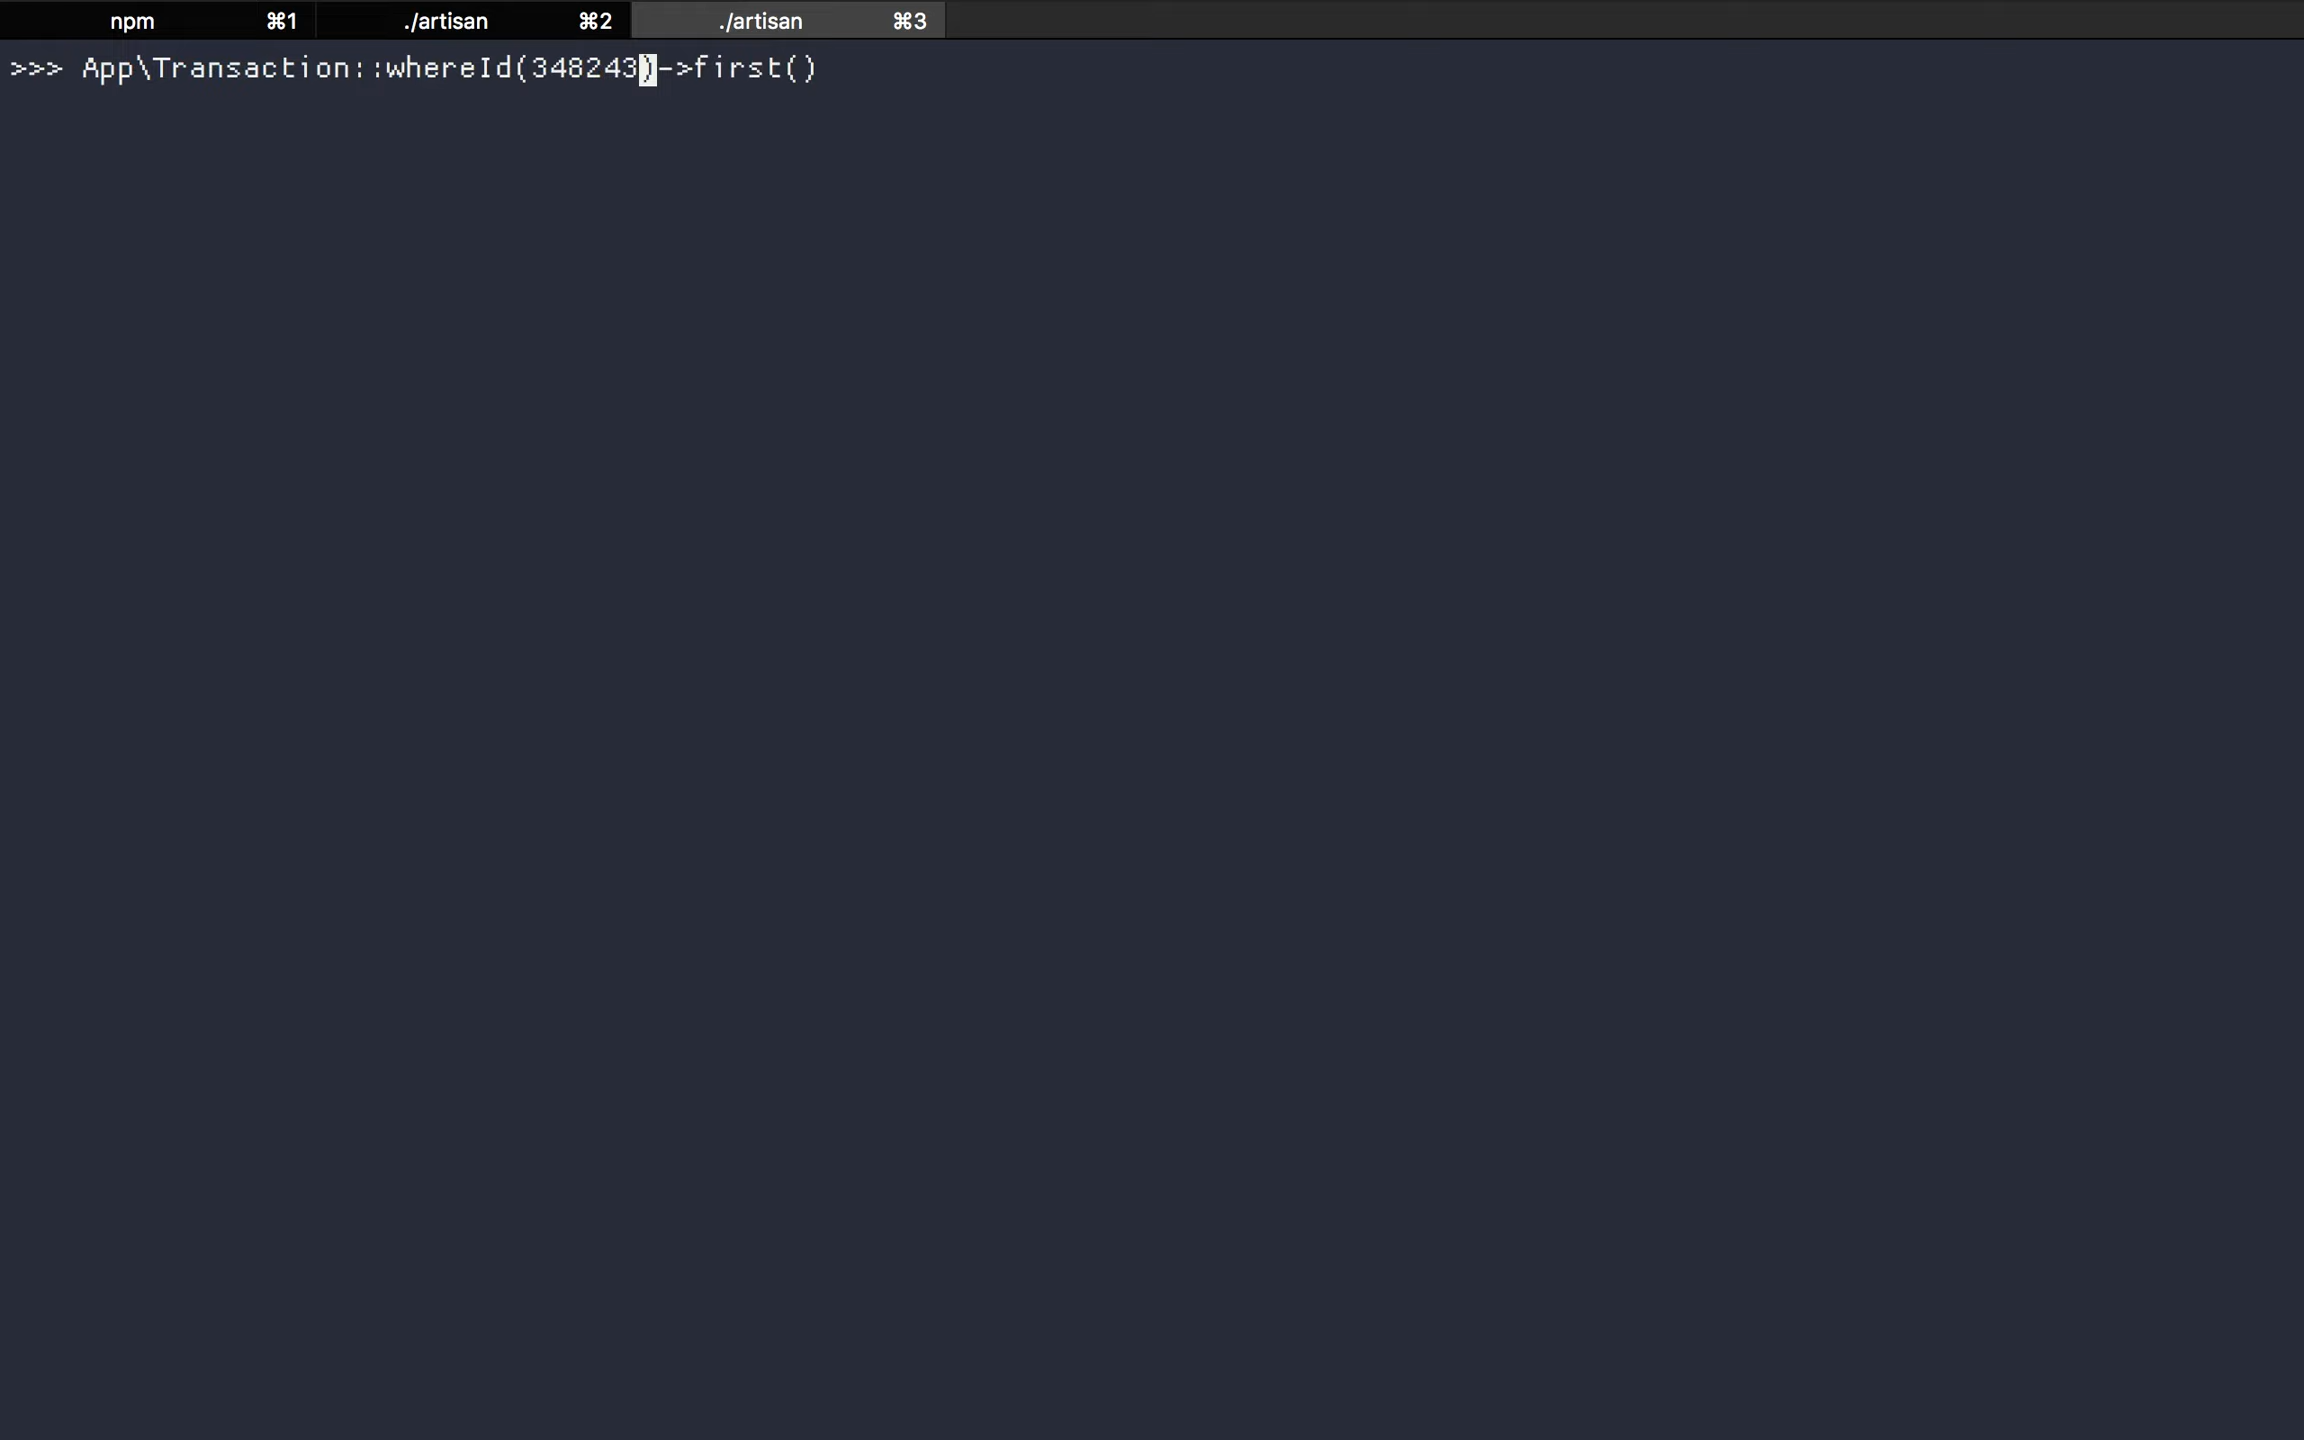 npm ⌘1 ./artisan ⌘2 ./artisan ⌘3
>>> App\Transaction::whereId(348243)->first()